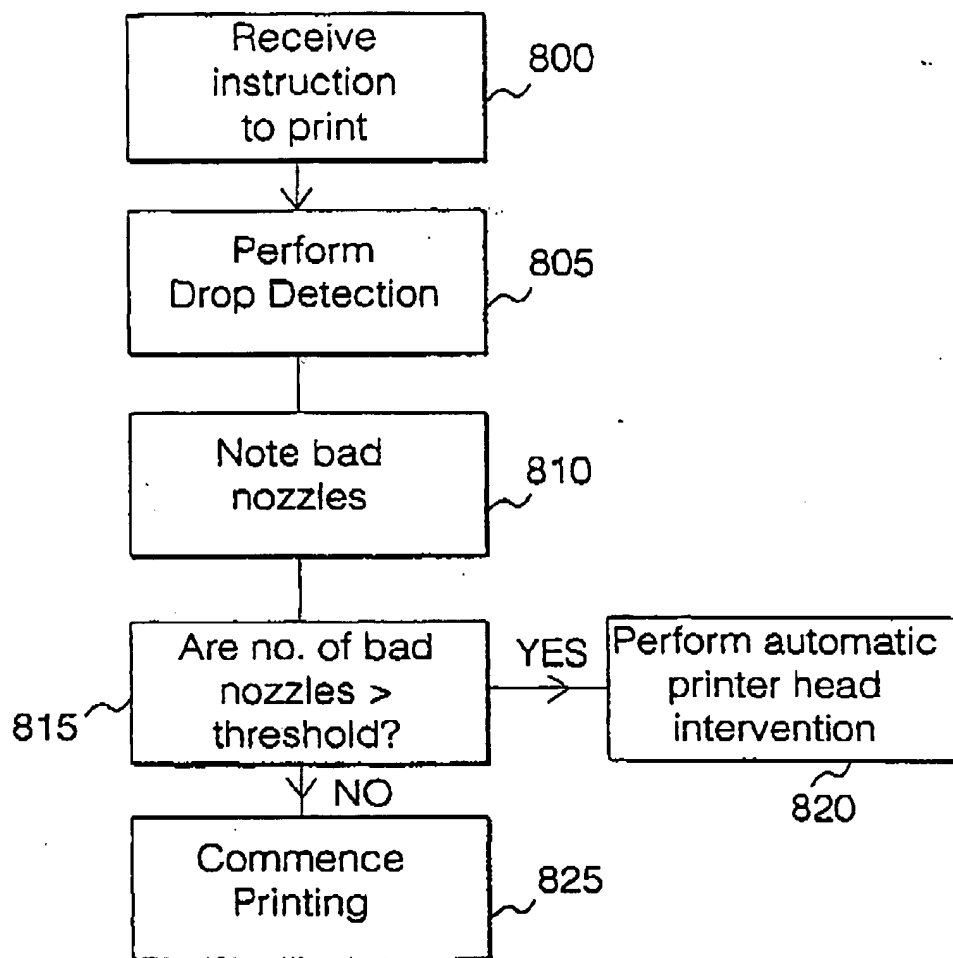 Receive
instruction
to print
800
Perform
Drop Detection
805
Note bad
nozzles
810
Are no. of bad
nozzles >
threshold?
815
YES
Perform automatic
printer head
intervention
820
NO
Commence
Printing
825